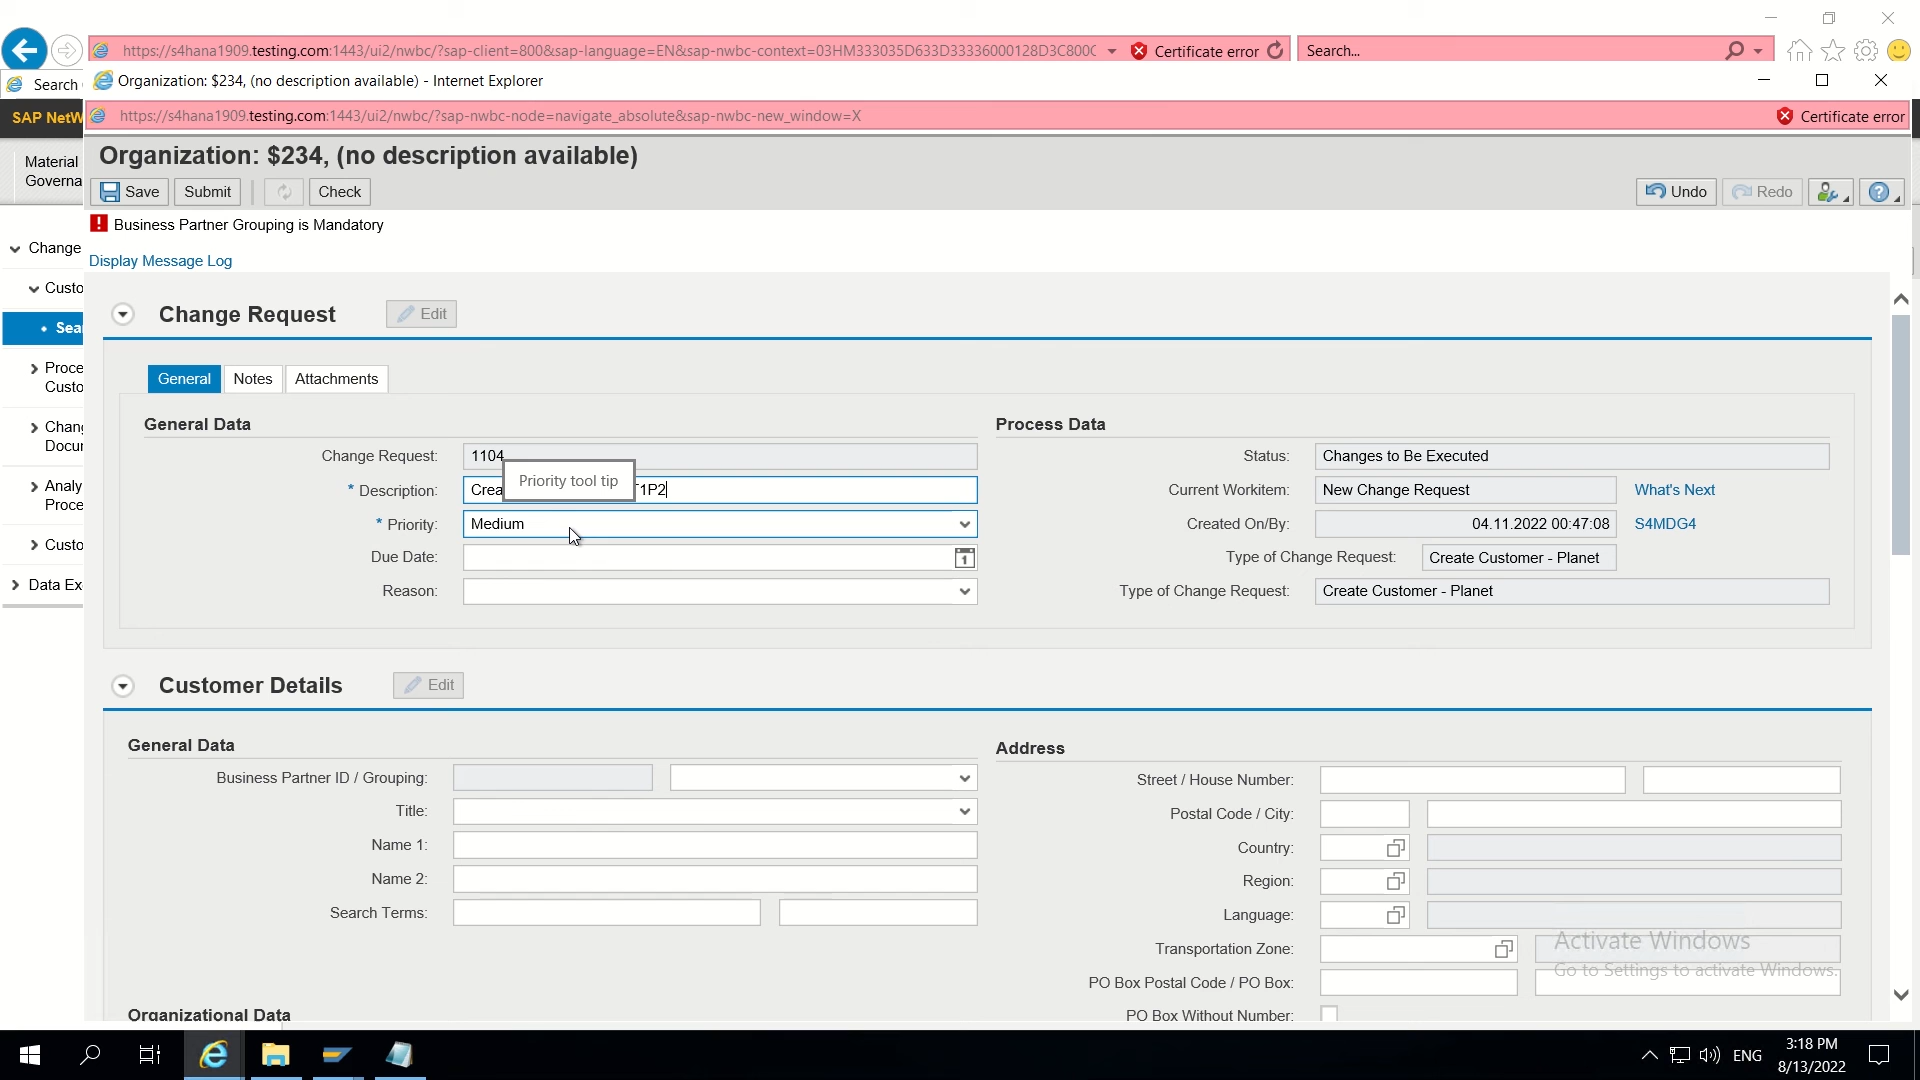 https://s4hana1909.testing.com:1443/ui2/nwbc/?sap-client=800&sap-language=EN&sap-nwbc-context=03HM333035D633D33336000128D3C800C
Certificate error
Search...
Search
Organization: $234, (no description available) - Internet Explorer
SAP NetW
https://s4hana1909.testing.com:1443/ui2/nwbc/?sap-nwbc-node=navigate_absolute&sap-nwbc-new_window=X
Certificate error
Organization: $234, (no description available)
Material
Governa
Save
Submit
Check
Undo
Redo
Business Partner Grouping is Mandatory
Display Message Log
Change
Custo
Sea
Proce
Custo
Chang
Docun
Analy
Proce
Custo
Data Ex
Change Request
Edit
General
Notes
Attachments
General Data
Change Request: 1104
* Description: Crea T1P2
Priority tool tip
* Priority: Medium
Due Date:
Reason:
Process Data
Status: Changes to Be Executed
Current Workitem: New Change Request What's Next
Created On/By: 04.11.2022 00:47:08 S4MDG4
Type of Change Request: Create Customer - Planet
Type of Change Request: Create Customer - Planet
Customer Details
Edit
General Data
Business Partner ID / Grouping:
Title:
Name 1:
Name 2:
Search Terms:
Organizational Data
Address
Street / House Number:
Postal Code / City:
Country:
Region:
Language:
Transportation Zone:
PO Box Postal Code / PO Box:
PO Box Without Number:
Activate Windows
Go to Settings to activate Windows.
ENG
3:18 PM
8/13/2022